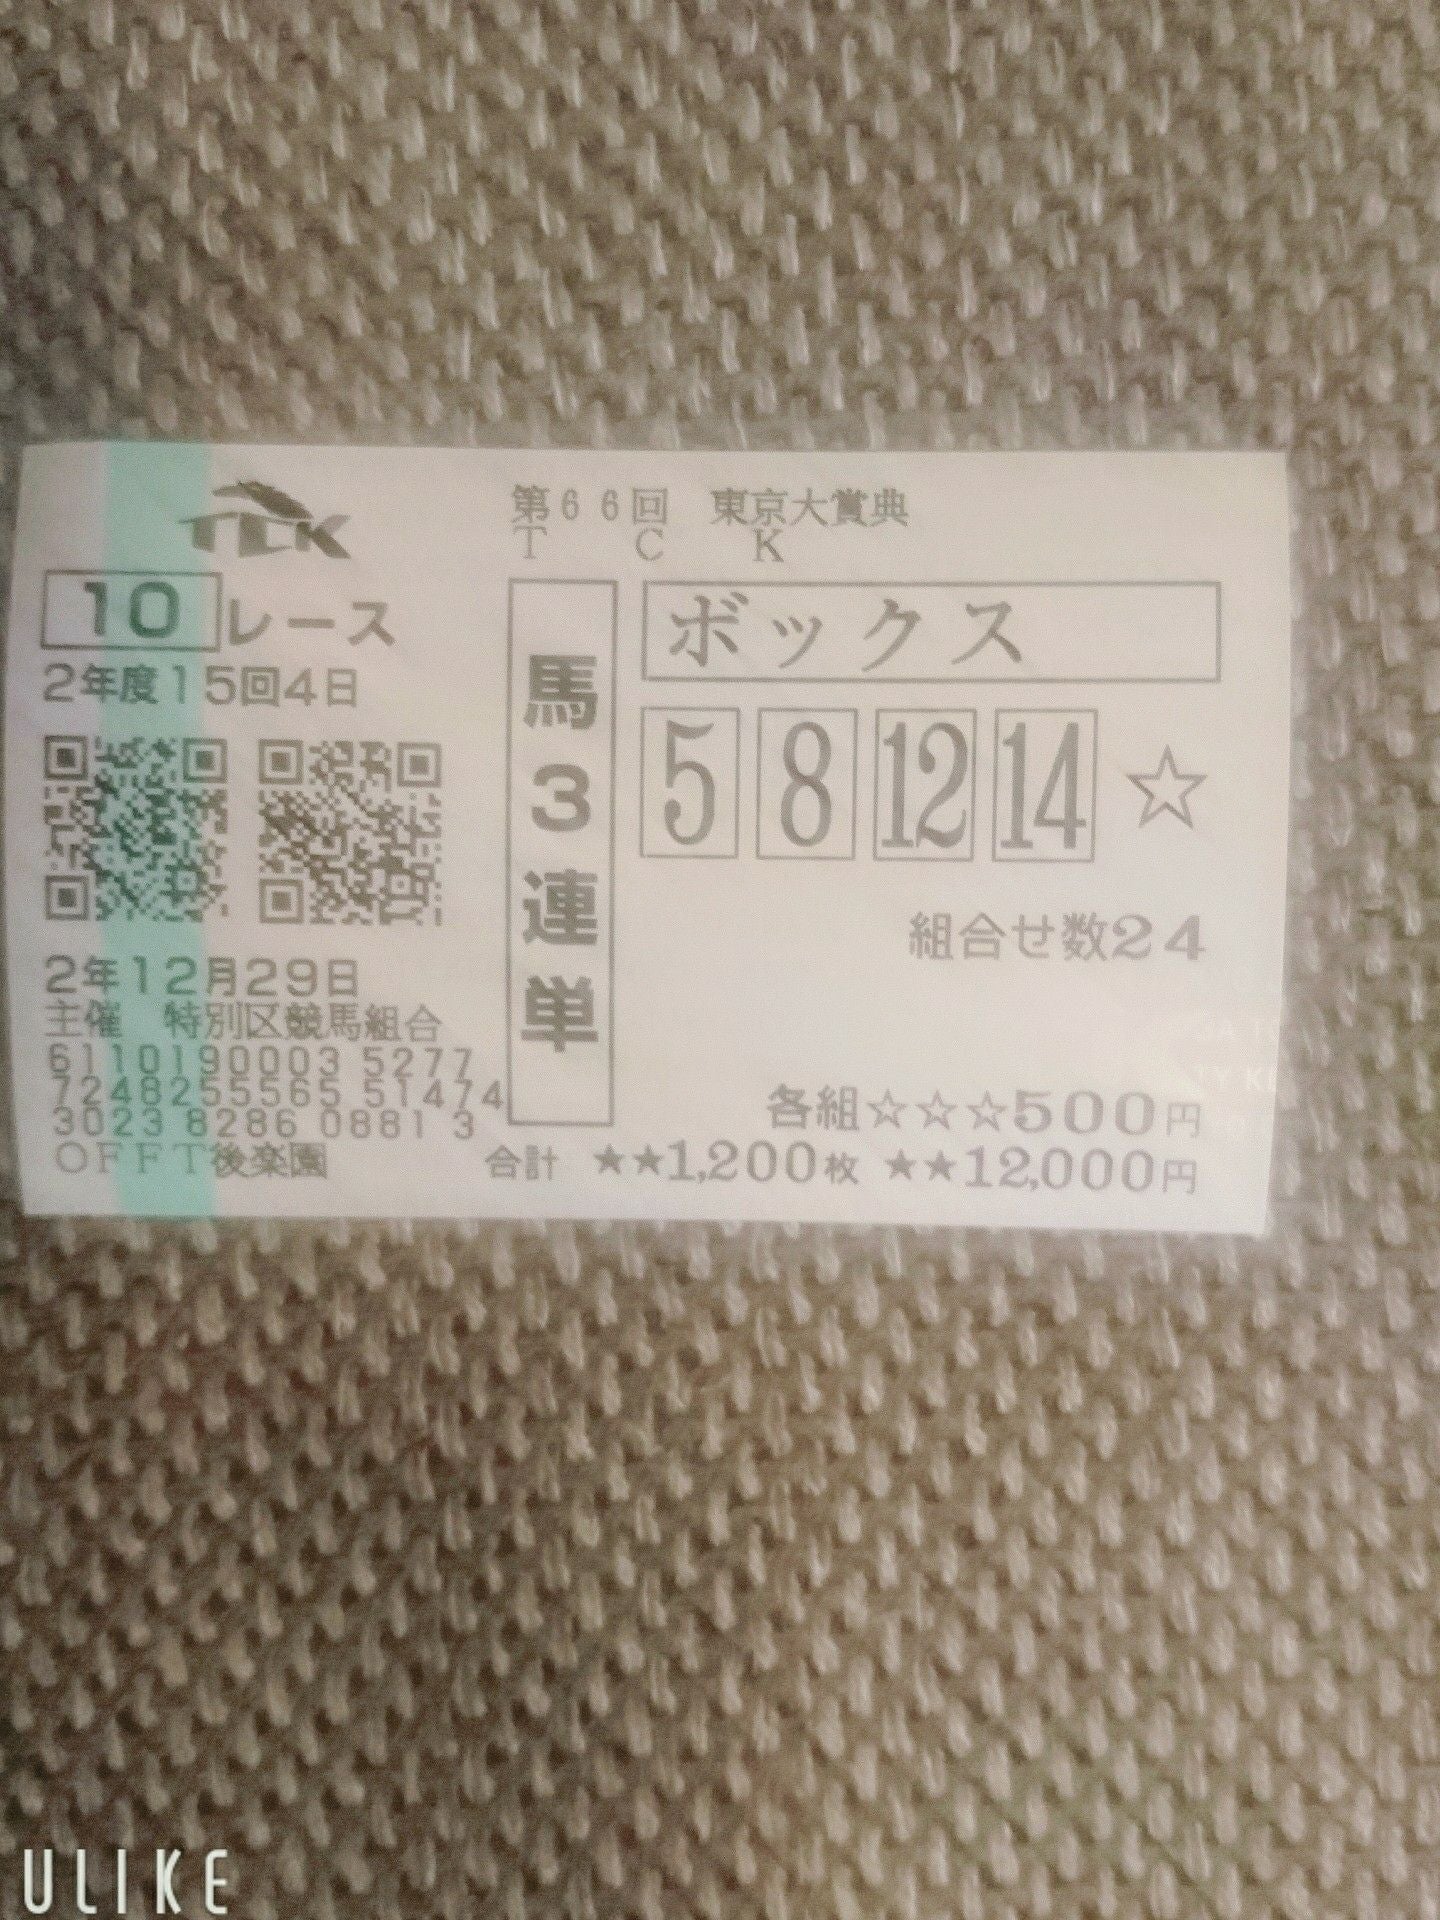 TCK
第66回 東京大賞典
T C K
10レース
2年度15回4日
馬3連単
ボックス
5 8 12 14 ☆
組合せ数24
2年12月29日
主催 特別区競馬組合
6110190003 5277
7248255565 51474
3023 8286 08813
OFFT後楽園
各組☆☆☆500円
合計 ★★1,200枚 ★★12,000円
ULIKE